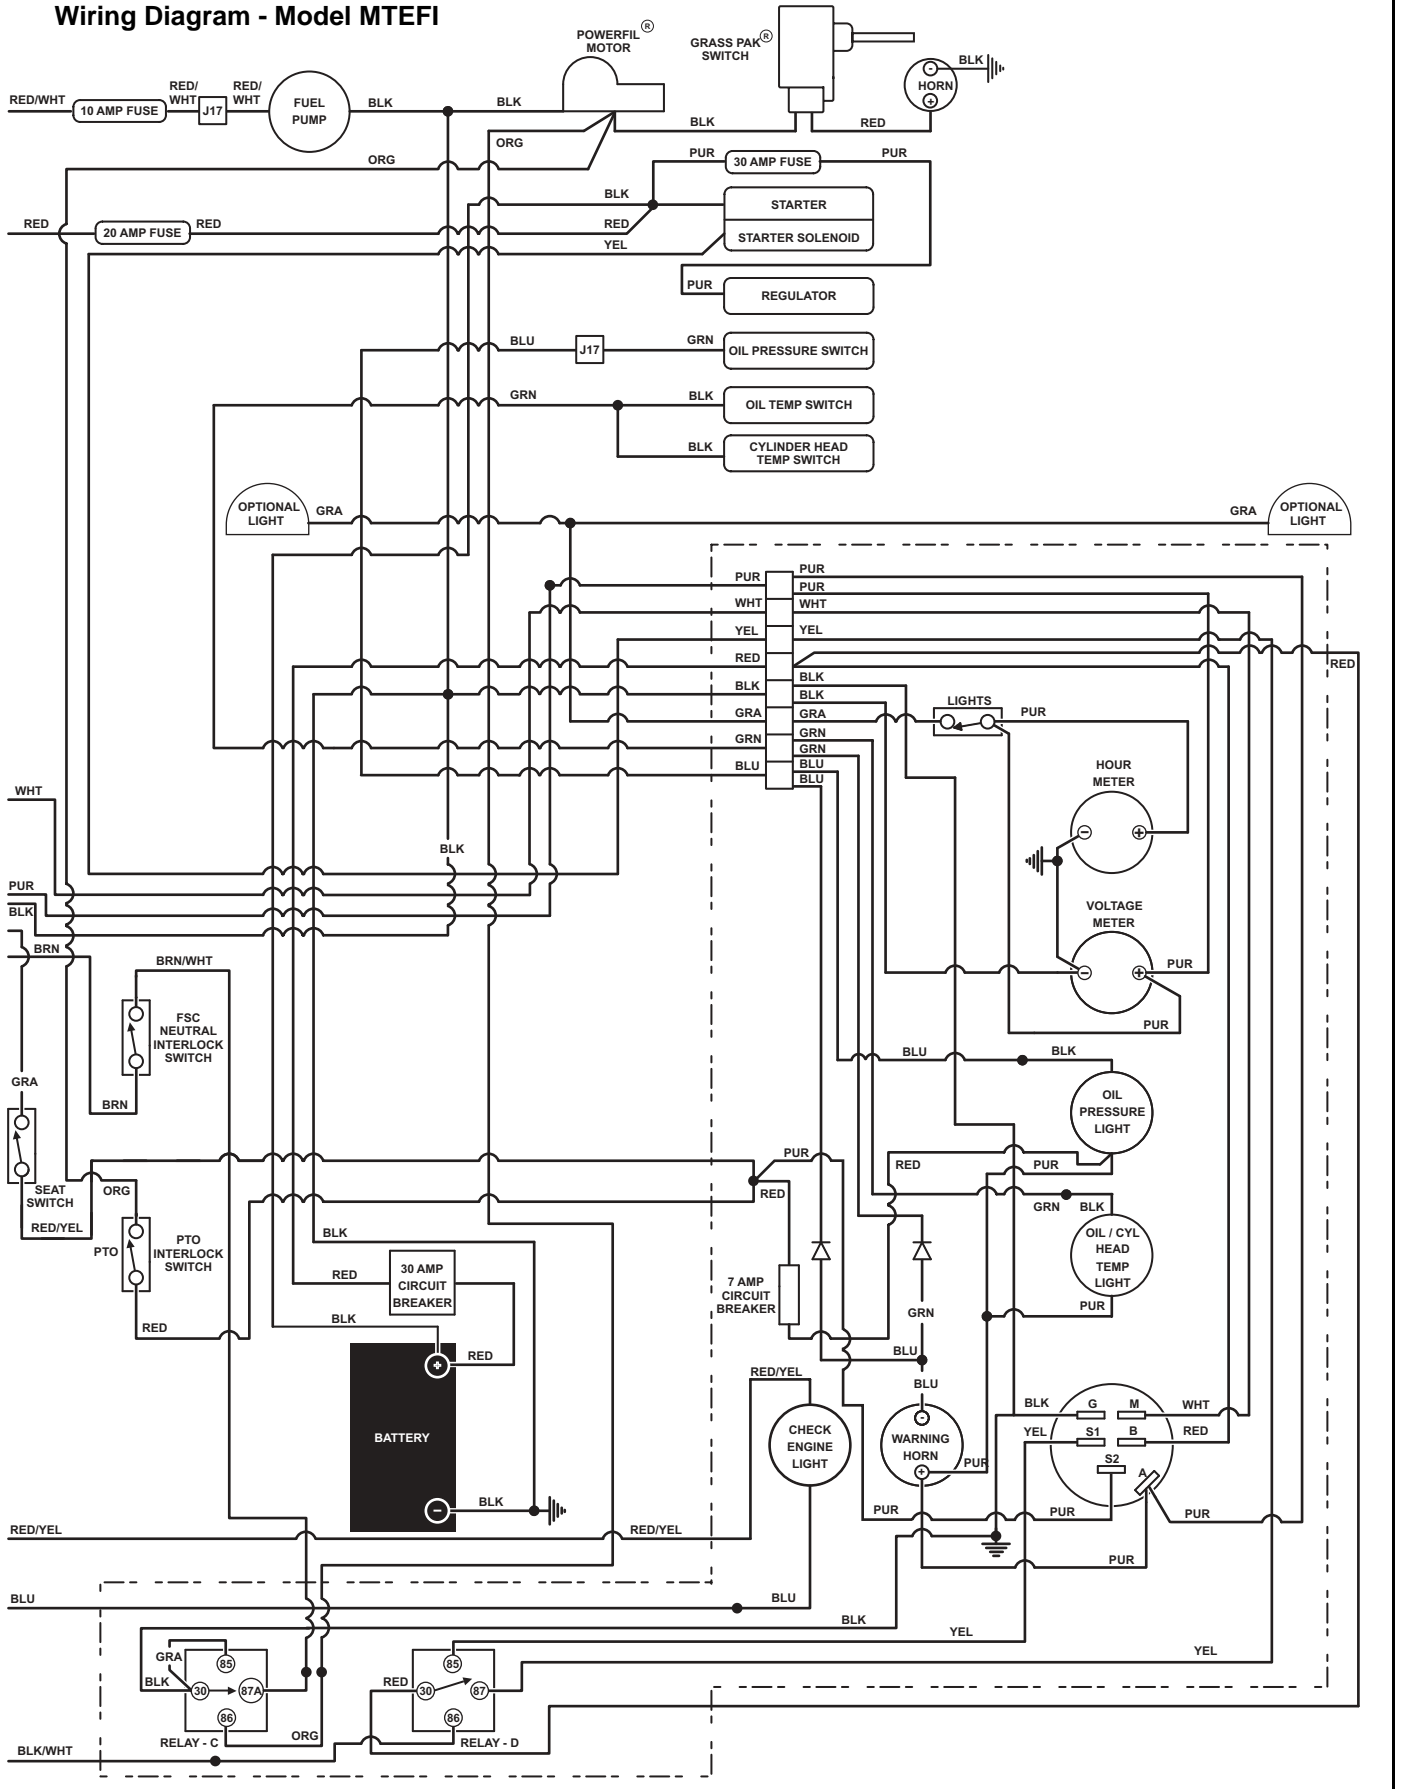 Wiring Diagram - Model MTEFI
POWERFIL ®
MOTOR
GRASS PAK ®
SWITCH
BLK
HORN
-
+
RED/WHT
10 AMP FUSE
RED/
WHT
J17
RED/
WHT
FUEL
PUMP
BLK
BLK
BLK
RED
ORG
ORG
PUR
30 AMP FUSE
PUR
BLK
STARTER
RED
20 AMP FUSE
RED
RED
STARTER SOLENOID
YEL
PUR
REGULATOR
BLU
J17
GRN
OIL PRESSURE SWITCH
GRN
BLK
OIL TEMP SWITCH
BLK
CYLINDER HEAD
TEMP SWITCH
OPTIONAL
LIGHT
GRA
GRA
OPTIONAL
LIGHT
PUR
PUR
PUR
WHT
WHT
YEL
YEL
RED
RED
BLK
BLK
BLK
GRA
GRA
LIGHTS
PUR
GRN
GRN
GRN
BLU
BLU
BLU
HOUR
METER
-
+
WHT
BLK
PUR
BLK
BRN
VOLTAGE
METER
-
+
PUR
PUR
BRN/WHT
FSC
NEUTRAL
INTERLOCK
SWITCH
GRA
BRN
BLU
BLK
OIL
PRESSURE
LIGHT
PUR
RED
PUR
RED
SEAT
SWITCH
ORG
RED/YEL
PTO
PTO
INTERLOCK
SWITCH
RED
GRN
BLK
OIL / CYL
HEAD
TEMP
LIGHT
PUR
BLK
RED
30 AMP
CIRCUIT
BREAKER
BLK
RED
7 AMP
CIRCUIT
BREAKER
GRN
BLU
BLU
+
BATTERY
-
BLK
RED/YEL
CHECK
ENGINE
LIGHT
-
WARNING
HORN
+
PUR
BLK
G
M
WHT
YEL
S1
B
RED
S2
A
PUR
PUR
PUR
PUR
RED/YEL
RED/YEL
BLU
BLU
BLK
YEL
YEL
GRA
BLK
85
30
87A
86
RELAY - C
ORG
RED
85
30
87
86
RELAY - D
BLK/WHT